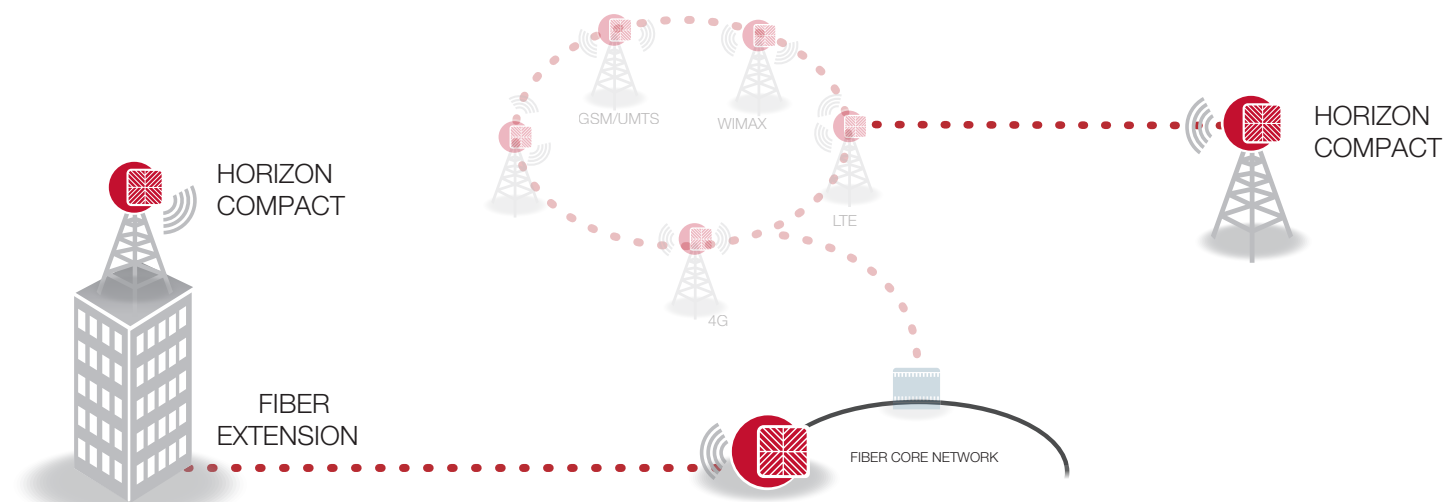 GSM/UMTS
WIMAX
HORIZON
COMPACT
HORIZON
COMPACT
LTE
4G
FIBER
EXTENSION
FIBER CORE NETWORK